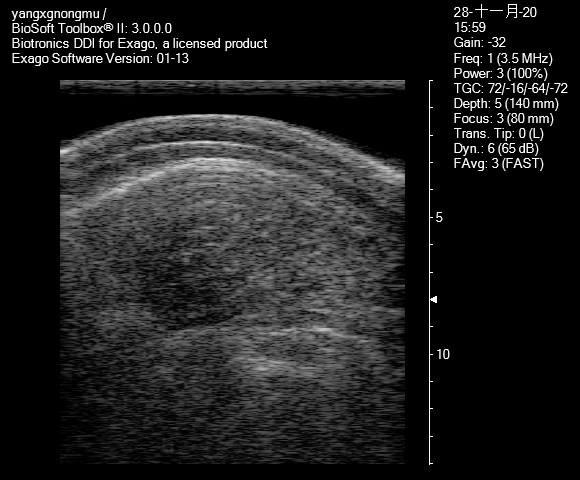 yangxgnongmu /
BioSoft Toolbox® II: 3.0.0.0
Biotronics DDI for Exago, a licensed product
Exago Software Version: 01-13
28-十一月-20
15:59
Gain: -32
Freq: 1 (3.5 MHz)
Power: 3 (100%)
TGC: 72/-16/-64/-72
Depth: 5 (140 mm)
Focus: 3 (80 mm)
Trans. Tip: 0 (L)
Dyn.: 6 (65 dB)
FAvg: 3 (FAST)
5
10